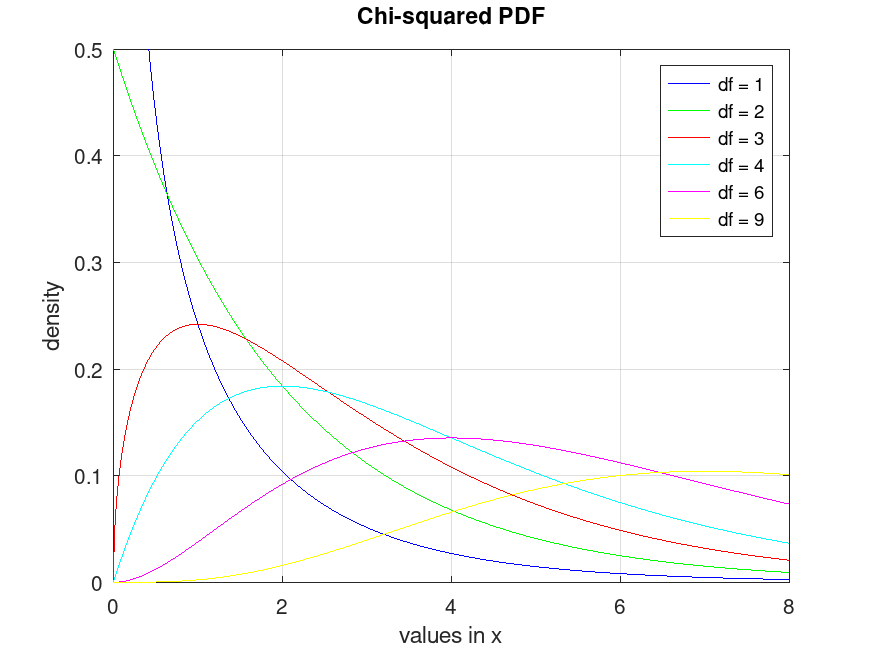 Chi-squared PDF
0.5
0.4
0.3
0.2
0.1
0
density
df = 1
df = 2
df = 3
df = 4
df = 6
df = 9
0 2 4 6 8
values in x